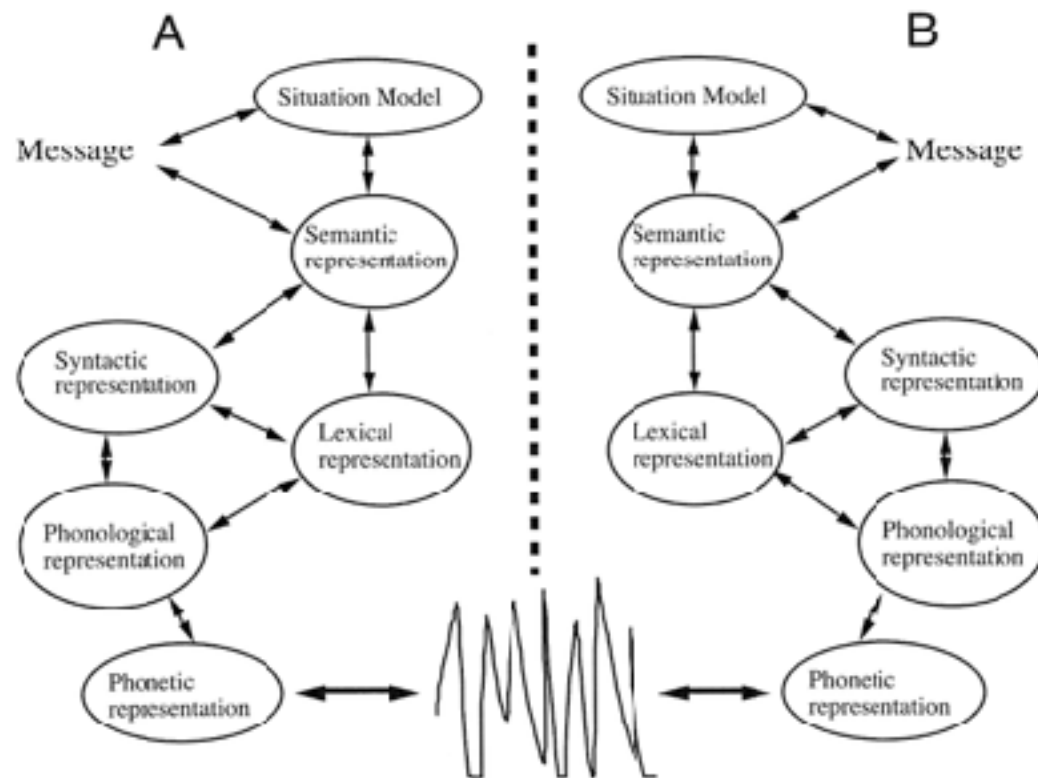 A
B
Situation Model
Situation Model
Message
Message
Semantic
representation
Semantic
representation
Syntactic
representation
Syntactic
representation
Lexical
representation
Lexical
representation
Phonological
representation
Phonological
representation
Phonetic
representation
Phonetic
representation